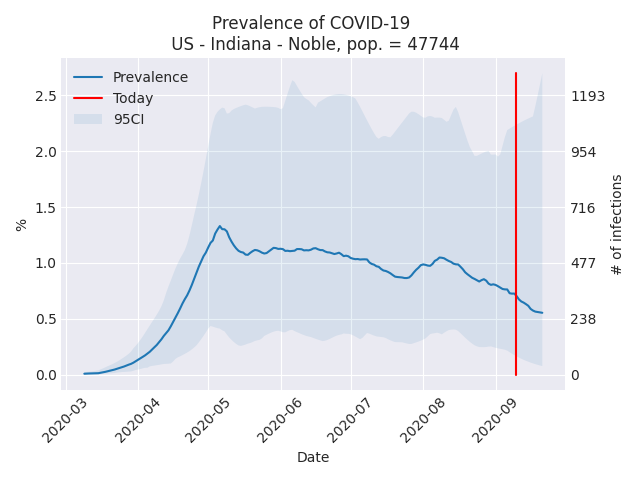 Prevalence of COVID-19
US - Indiana - Noble, pop. = 47744
Prevalence
Today
95CI
2.5
2.0
1.5
1.0
0.5
0.0
%
1193
954
716
477
238
0
# of infections
2020-03
2020-04
2020-05
2020-06
2020-07
2020-08
2020-09
Date